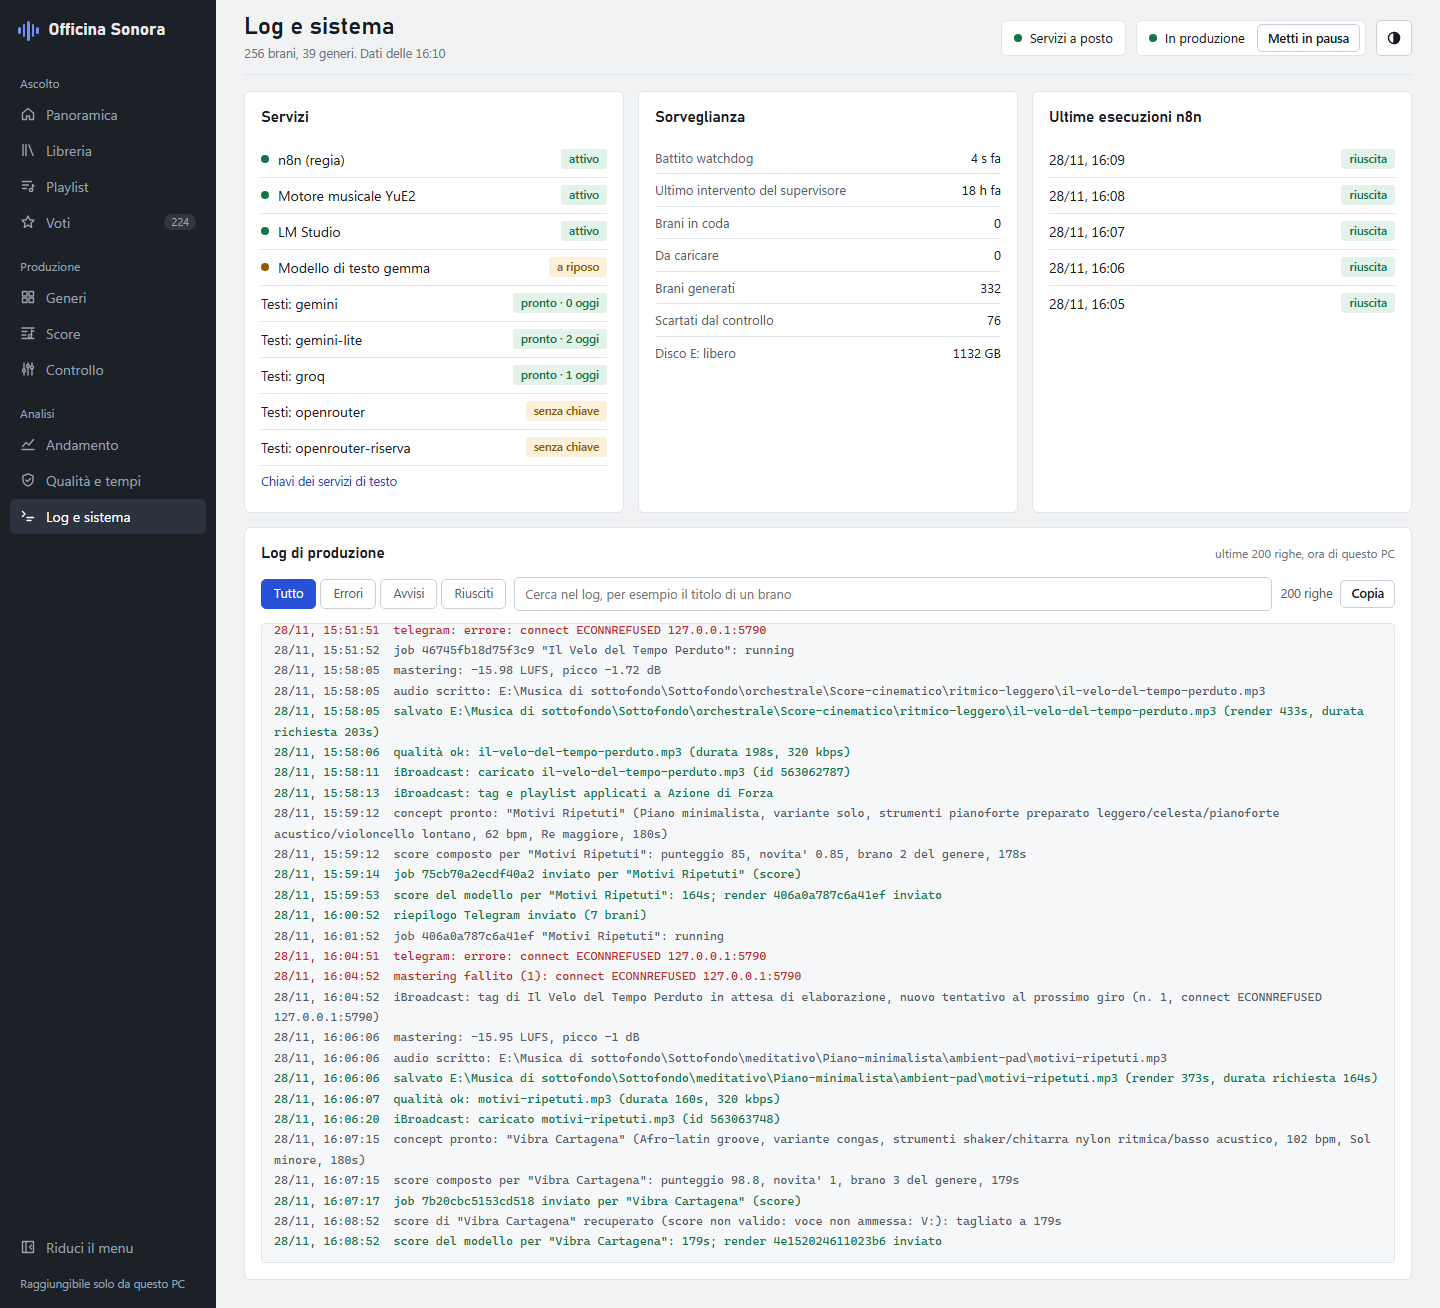 Officina Sonora
Ascolto
Panoramica
Libreria
Playlist
Voti 224
Produzione
Generi
Score
Controllo
Analisi
Andamento
Qualità e tempi
Log e sistema
Riduci il menu
Raggiungibile solo da questo PC
Log e sistema
256 brani, 39 generi. Dati delle 16:10
Servizi a posto
In produzione Metti in pausa
Servizi
n8n (regia) attivo
Motore musicale YuE2 attivo
LM Studio attivo
Modello di testo gemma a riposo
Testi: gemini pronto · 0 oggi
Testi: gemini-lite pronto · 2 oggi
Testi: groq pronto · 1 oggi
Testi: openrouter senza chiave
Testi: openrouter-riserva senza chiave
Chiavi dei servizi di testo
Sorveglianza
Battito watchdog 4 s fa
Ultimo intervento del supervisore 18 h fa
Brani in coda 0
Da caricare 0
Brani generati 332
Scartati dal controllo 76
Disco E: libero 1132 GB
Ultime esecuzioni n8n
28/11, 16:09 riuscita
28/11, 16:08 riuscita
28/11, 16:07 riuscita
28/11, 16:06 riuscita
28/11, 16:05 riuscita
Log di produzione ultime 200 righe, ora di questo PC
Tutto Errori Avvisi Riusciti Cerca nel log, per esempio il titolo di un brano 200 righe Copia
28/11, 15:51:51 telegram: errore: connect ECONNREFUSED 127.0.0.1:5790
28/11, 15:51:52 job 46745fb18d75f3c9 "Il Velo del Tempo Perduto": running
28/11, 15:58:05 mastering: -15.98 LUFS, picco -1.72 dB
28/11, 15:58:05 audio scritto: E:\Musica di sottofondo\Sottofondo\orchestrale\Score-cinematico\ritmico-leggero\il-velo-del-tempo-perduto.mp3
28/11, 15:58:05 salvato E:\Musica di sottofondo\Sottofondo\orchestrale\Score-cinematico\ritmico-leggero\il-velo-del-tempo-perduto.mp3 (render 433s, durata
richiesta 203s)
28/11, 15:58:06 qualità ok: il-velo-del-tempo-perduto.mp3 (durata 198s, 320 kbps)
28/11, 15:58:11 iBroadcast: caricato il-velo-del-tempo-perduto.mp3 (id 563062787)
28/11, 15:58:13 iBroadcast: tag e playlist applicati a Azione di Forza
28/11, 15:59:12 concept pronto: "Motivi Ripetuti" (Piano minimalista, variante solo, strumenti pianoforte preparato leggero/celesta/pianoforte
acustico/violoncello lontano, 62 bpm, Re maggiore, 180s)
28/11, 15:59:12 score composto per "Motivi Ripetuti": punteggio 85, novita' 0.85, brano 2 del genere, 178s
28/11, 15:59:14 job 75cb70a2ecdf40a2 inviato per "Motivi Ripetuti" (score)
28/11, 15:59:53 score del modello per "Motivi Ripetuti": 164s; render 406a0a787c6a41ef inviato
28/11, 16:00:52 riepilogo Telegram inviato (7 brani)
28/11, 16:01:52 job 406a0a787c6a41ef "Motivi Ripetuti": running
28/11, 16:04:51 telegram: errore: connect ECONNREFUSED 127.0.0.1:5790
28/11, 16:04:52 mastering fallito (1): connect ECONNREFUSED 127.0.0.1:5790
28/11, 16:04:52 iBroadcast: tag di Il Velo del Tempo Perduto in attesa di elaborazione, nuovo tentativo al prossimo giro (n. 1, connect ECONNREFUSED
127.0.0.1:5790)
28/11, 16:06:06 mastering: -15.95 LUFS, picco -1 dB
28/11, 16:06:06 audio scritto: E:\Musica di sottofondo\Sottofondo\meditativo\Piano-minimalista\ambient-pad\motivi-ripetuti.mp3
28/11, 16:06:06 salvato E:\Musica di sottofondo\Sottofondo\meditativo\Piano-minimalista\ambient-pad\motivi-ripetuti.mp3 (render 373s, durata richiesta 164s)
28/11, 16:06:07 qualità ok: motivi-ripetuti.mp3 (durata 160s, 320 kbps)
28/11, 16:06:20 iBroadcast: caricato motivi-ripetuti.mp3 (id 563063748)
28/11, 16:07:15 concept pronto: "Vibra Cartagena" (Afro-latin groove, variante congas, strumenti shaker/chitarra nylon ritmica/basso acustico, 102 bpm, Sol
minore, 180s)
28/11, 16:07:15 score composto per "Vibra Cartagena": punteggio 98.8, novita' 1, brano 3 del genere, 179s
28/11, 16:07:17 job 7b20cbc5153cd518 inviato per "Vibra Cartagena" (score)
28/11, 16:08:52 score di "Vibra Cartagena" recuperato (score non valido: voce non ammessa: V:): tagliato a 179s
28/11, 16:08:52 score del modello per "Vibra Cartagena": 179s; render 4e152024611023b6 inviato